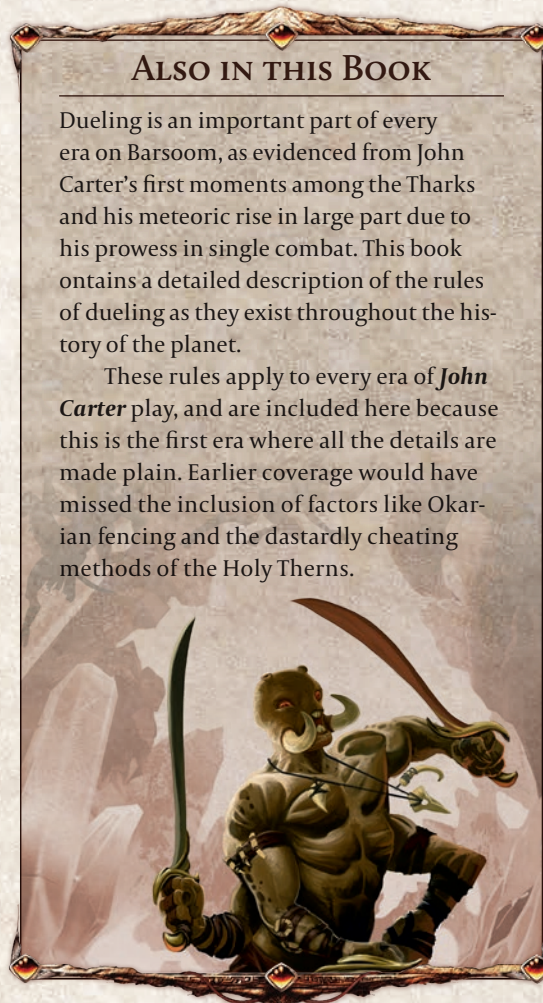 Also in this Book
Dueling is an important part of every
era on Barsoom, as evidenced from John
Carter’s first moments among the Tharks
and his meteoric rise in large part due to
his prowess in single combat. This book
ontains a detailed description of the rules
of dueling as they exist throughout the his-
tory of the planet.
These rules apply to every era of John
Carter play, and are included here because
this is the first era where all the details are
made plain. Earlier coverage would have
missed the inclusion of factors like Okar-
ian fencing and the dastardly cheating
methods of the Holy Therns.